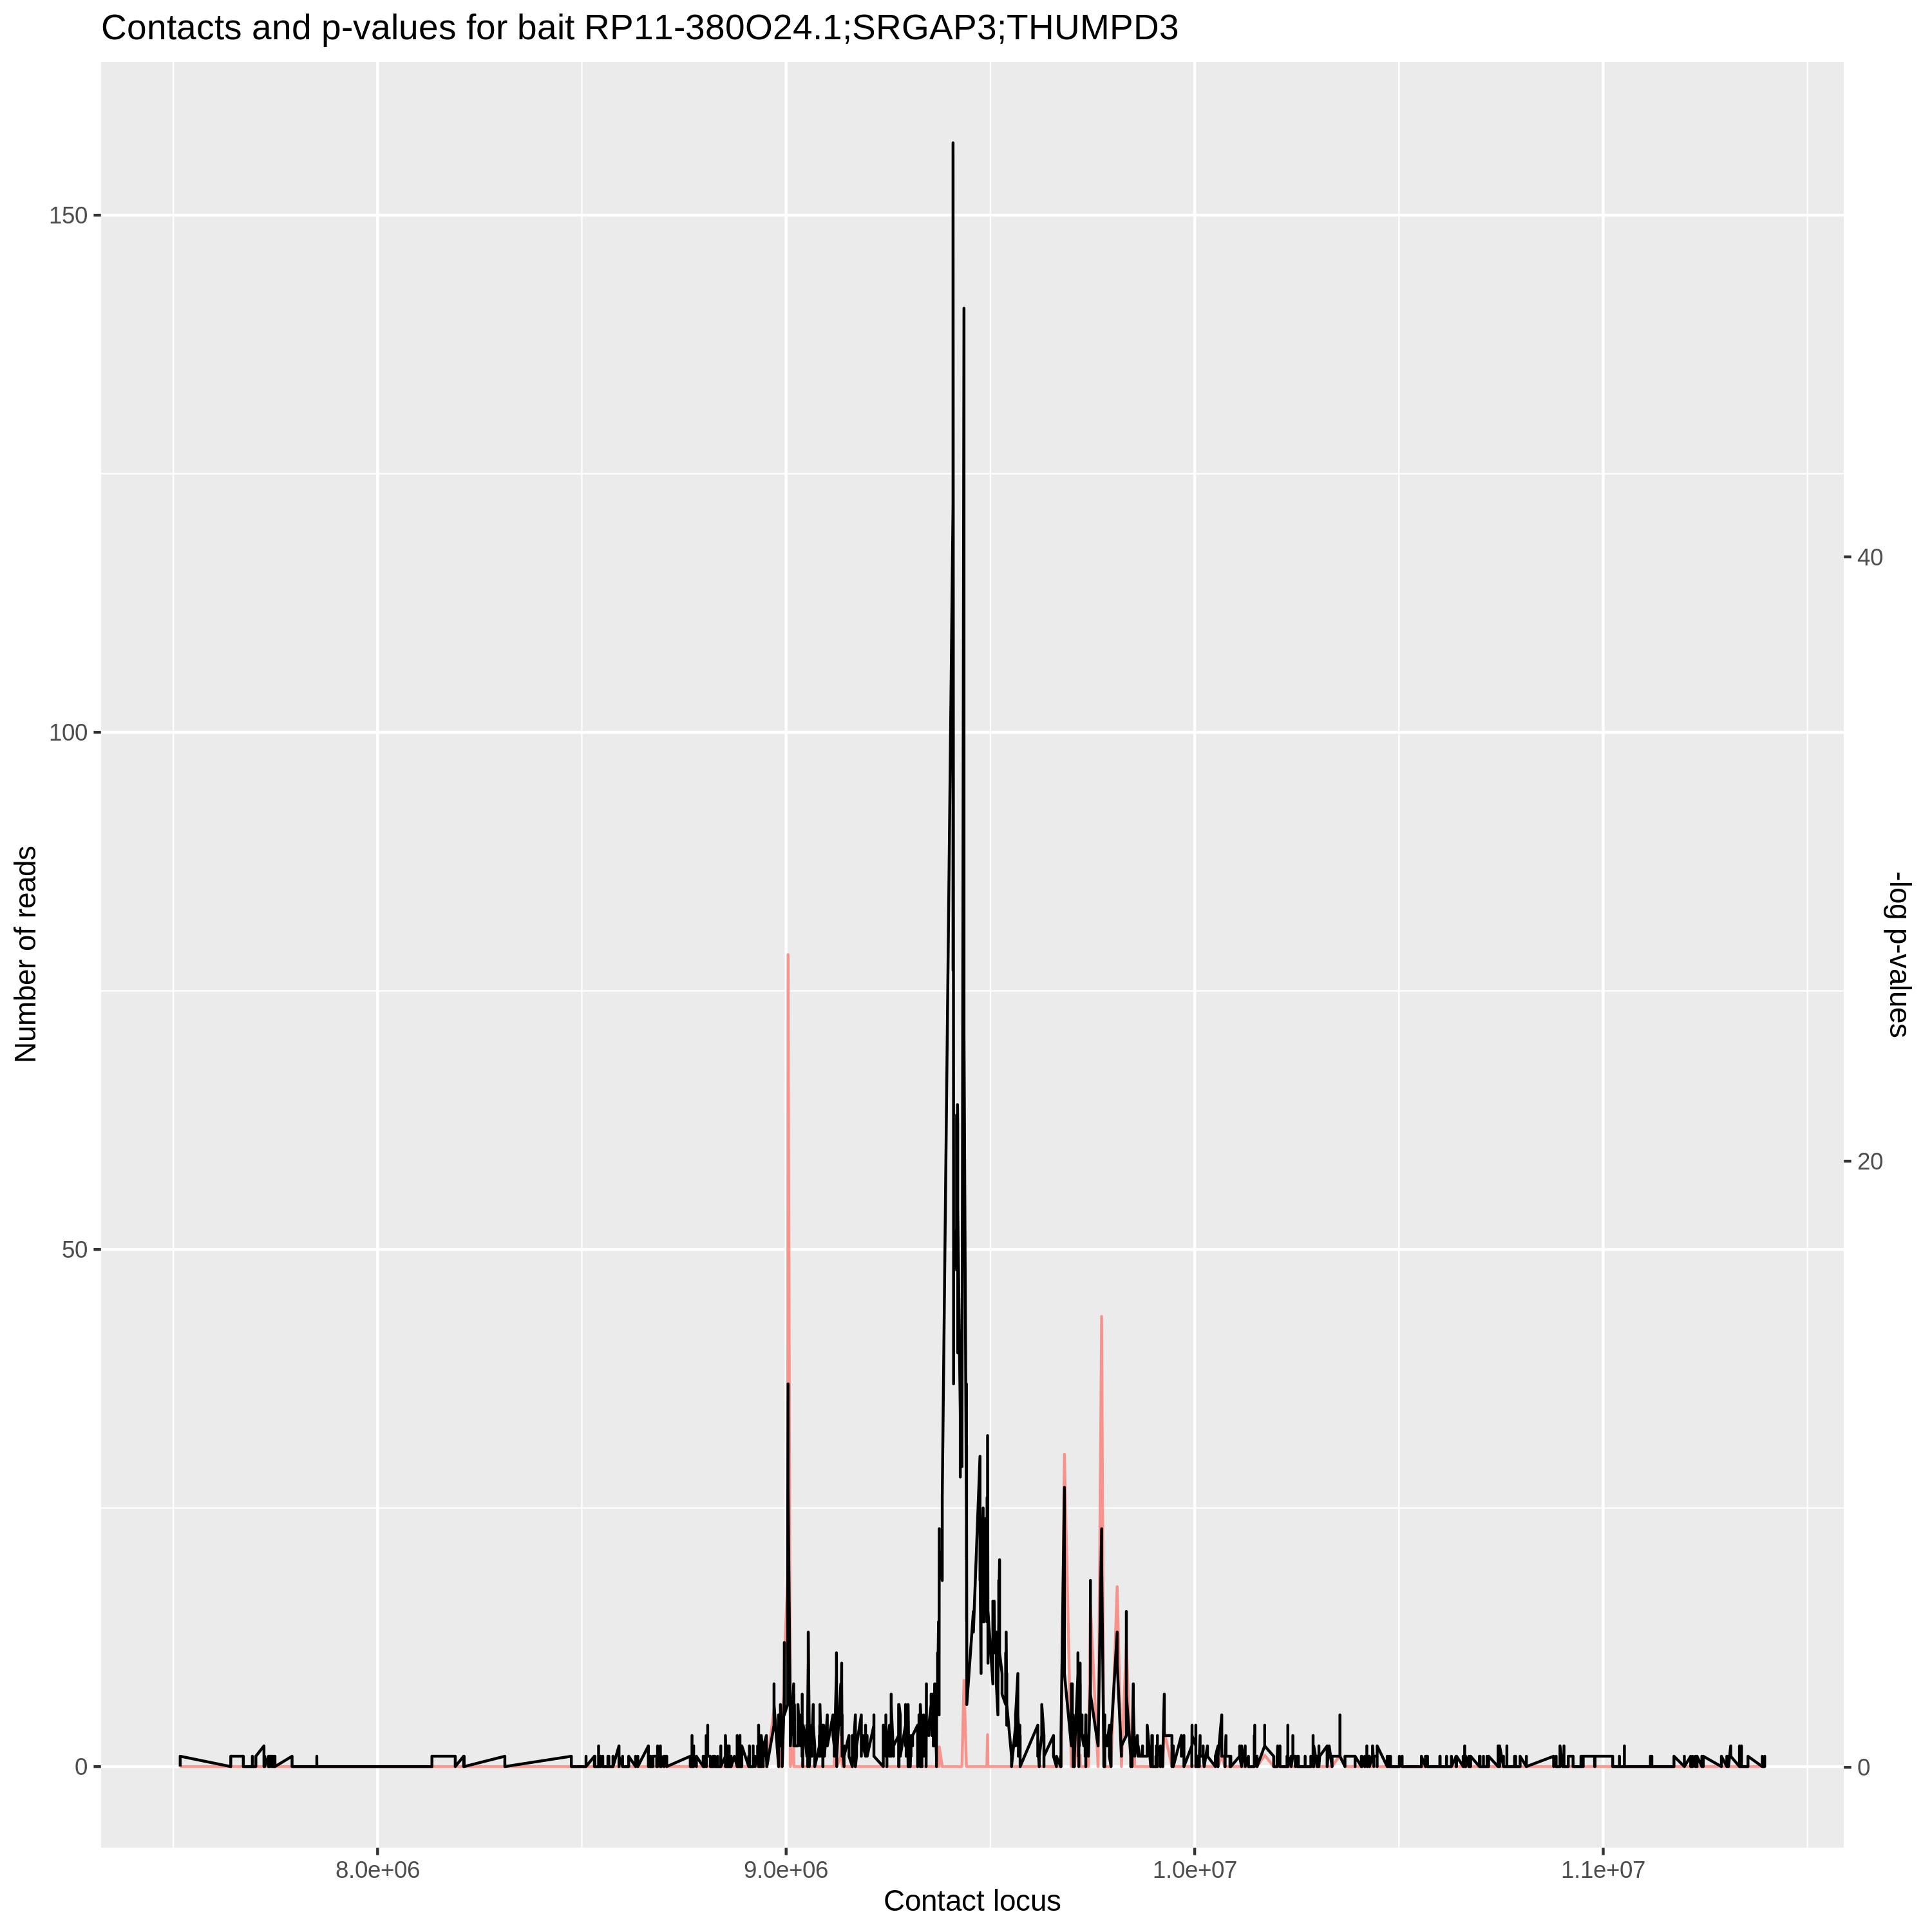 Contacts and p-values for bait RP11-380O24.1;SRGAP3;THUMPD3
150
100
50
0
Number of reads
40
20
0
-log p-values
8.0e+06 9.0e+06 1.0e+07 1.1e+07
Contact locus